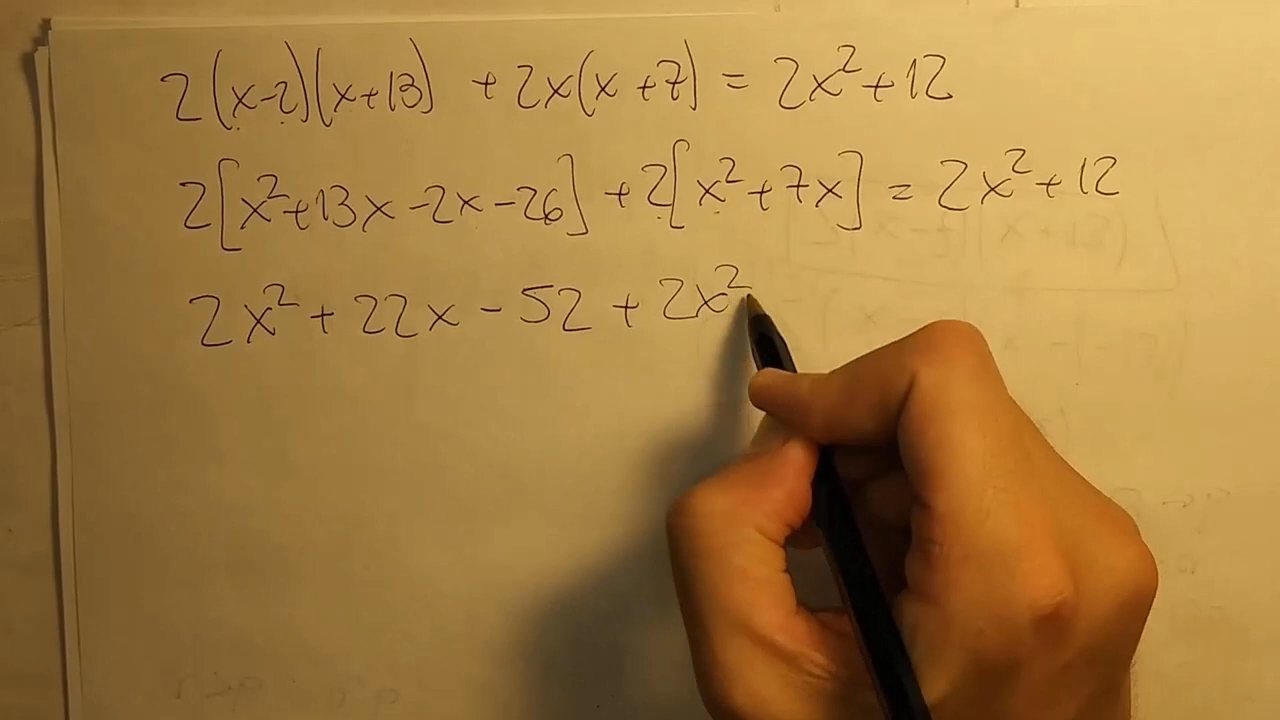 2(x-2)(x+13) + 2x(x+7) = 2x²+12
2[x²+13x-2x-26] + 2[x²+7x] = 2x²+12
2x² + 22x - 52 + 2x²